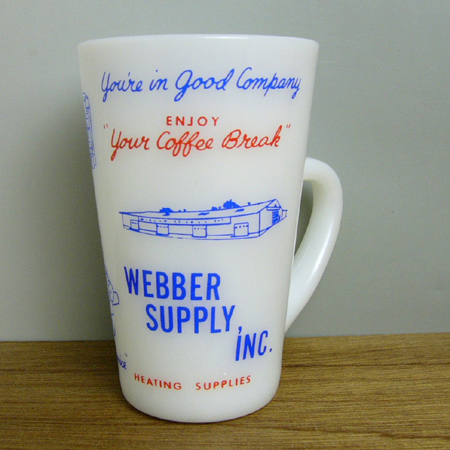 You're in Good Company
ENJOY
"Your Coffee Break"
WEBBER
SUPPLY,
INC.
HEATING SUPPLIES